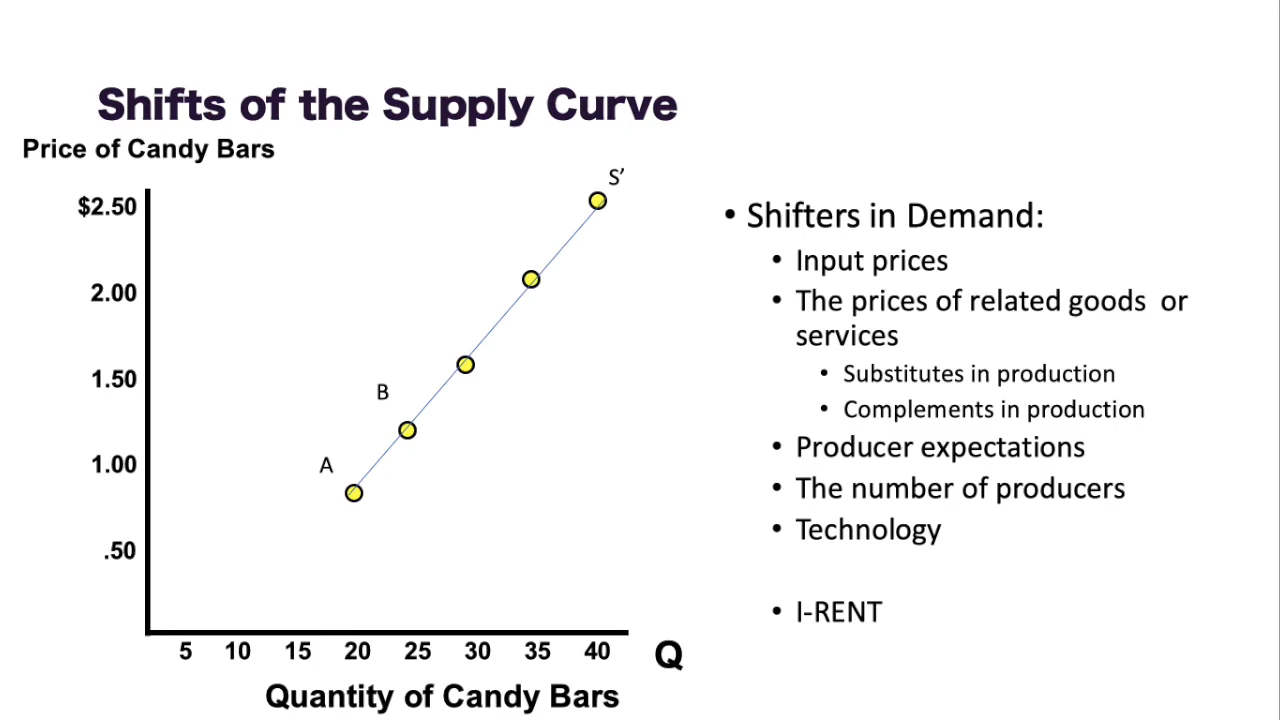 Shifts of the Supply Curve
Price of Candy Bars
S’
$2.50
2.00
1.50
1.00
.50
B
A
5 10 15 20 25 30 35 40
Q
Quantity of Candy Bars
• Shifters in Demand:
• Input prices
• The prices of related goods or
services
• Substitutes in production
• Complements in production
• Producer expectations
• The number of producers
• Technology
• I-RENT